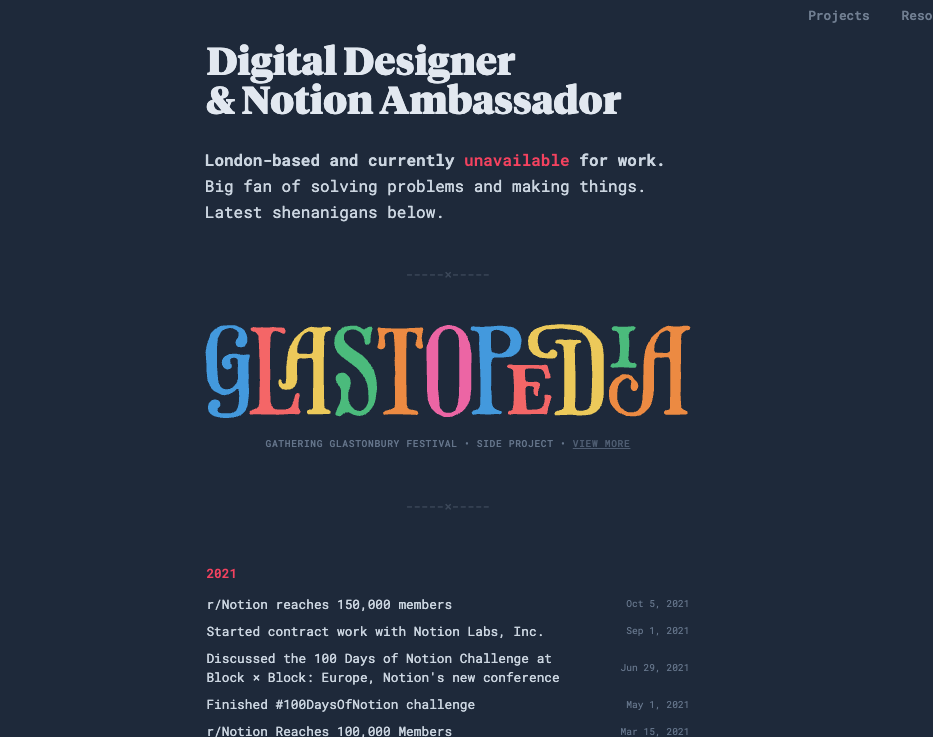 Projects
Digital Designer
& Notion Ambassador
London-based and currently unavailable for work.
Big fan of solving problems and making things.
Latest shenanigans below.
-----×-----
GLASTOPEDIA
GATHERING GLASTONBURY FESTIVAL • SIDE PROJECT • VIEW MORE
-----×-----
2021
r/Notion reaches 150,000 members Oct 5, 2021
Started contract work with Notion Labs, Inc. Sep 1, 2021
Discussed the 100 Days of Notion Challenge at
Block × Block: Europe, Notion's new conference Jun 29, 2021
Finished #100DaysOfNotion challenge May 1, 2021
r/Notion Reaches 100,000 Members Mar 15, 2021